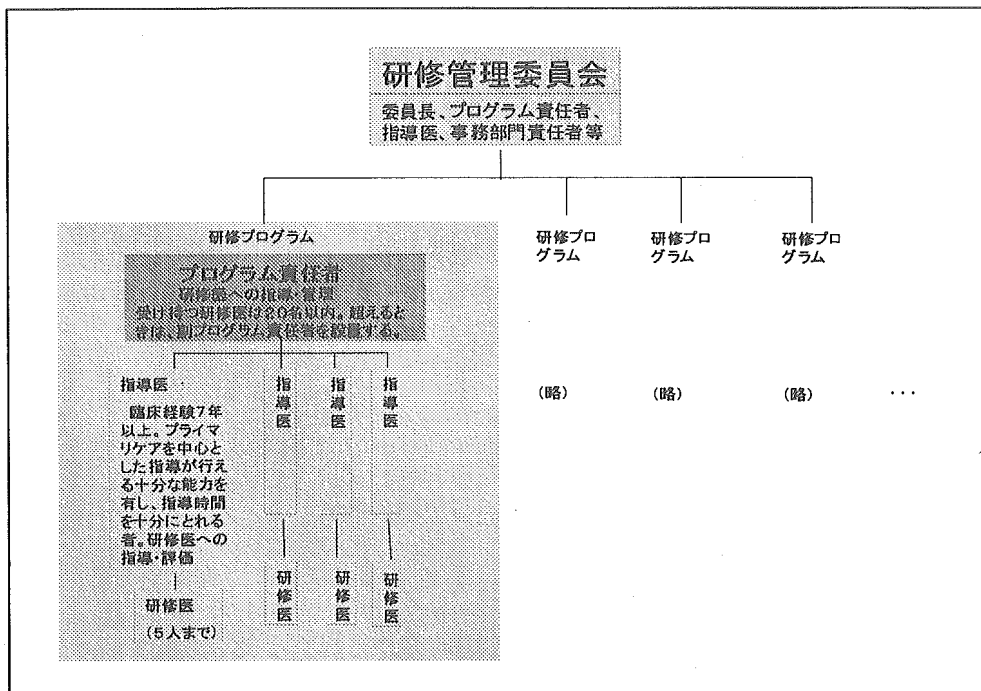 研修管理委員会
委員長、プログラム責任者、
指導医、事務部門責任者等
研修プログラム
プログラム責任者
研修医への指導・管理
受け持つ研修医は20名以内。超えると
きは、副プログラム責任者を設置する。
指導医
臨床経験7年
以上。プライマ
リケアを中心と
した指導が行え
る十分な能力を
有し、指導時間
を十分にとれる
者。研修医への
指導・評価
研修医
(5人まで)
指導医
研修医
指導医
研修医
指導医
研修医
研修プロ
グラム
(略)
研修プロ
グラム
(略)
研修プロ
グラム
(略)
・・・